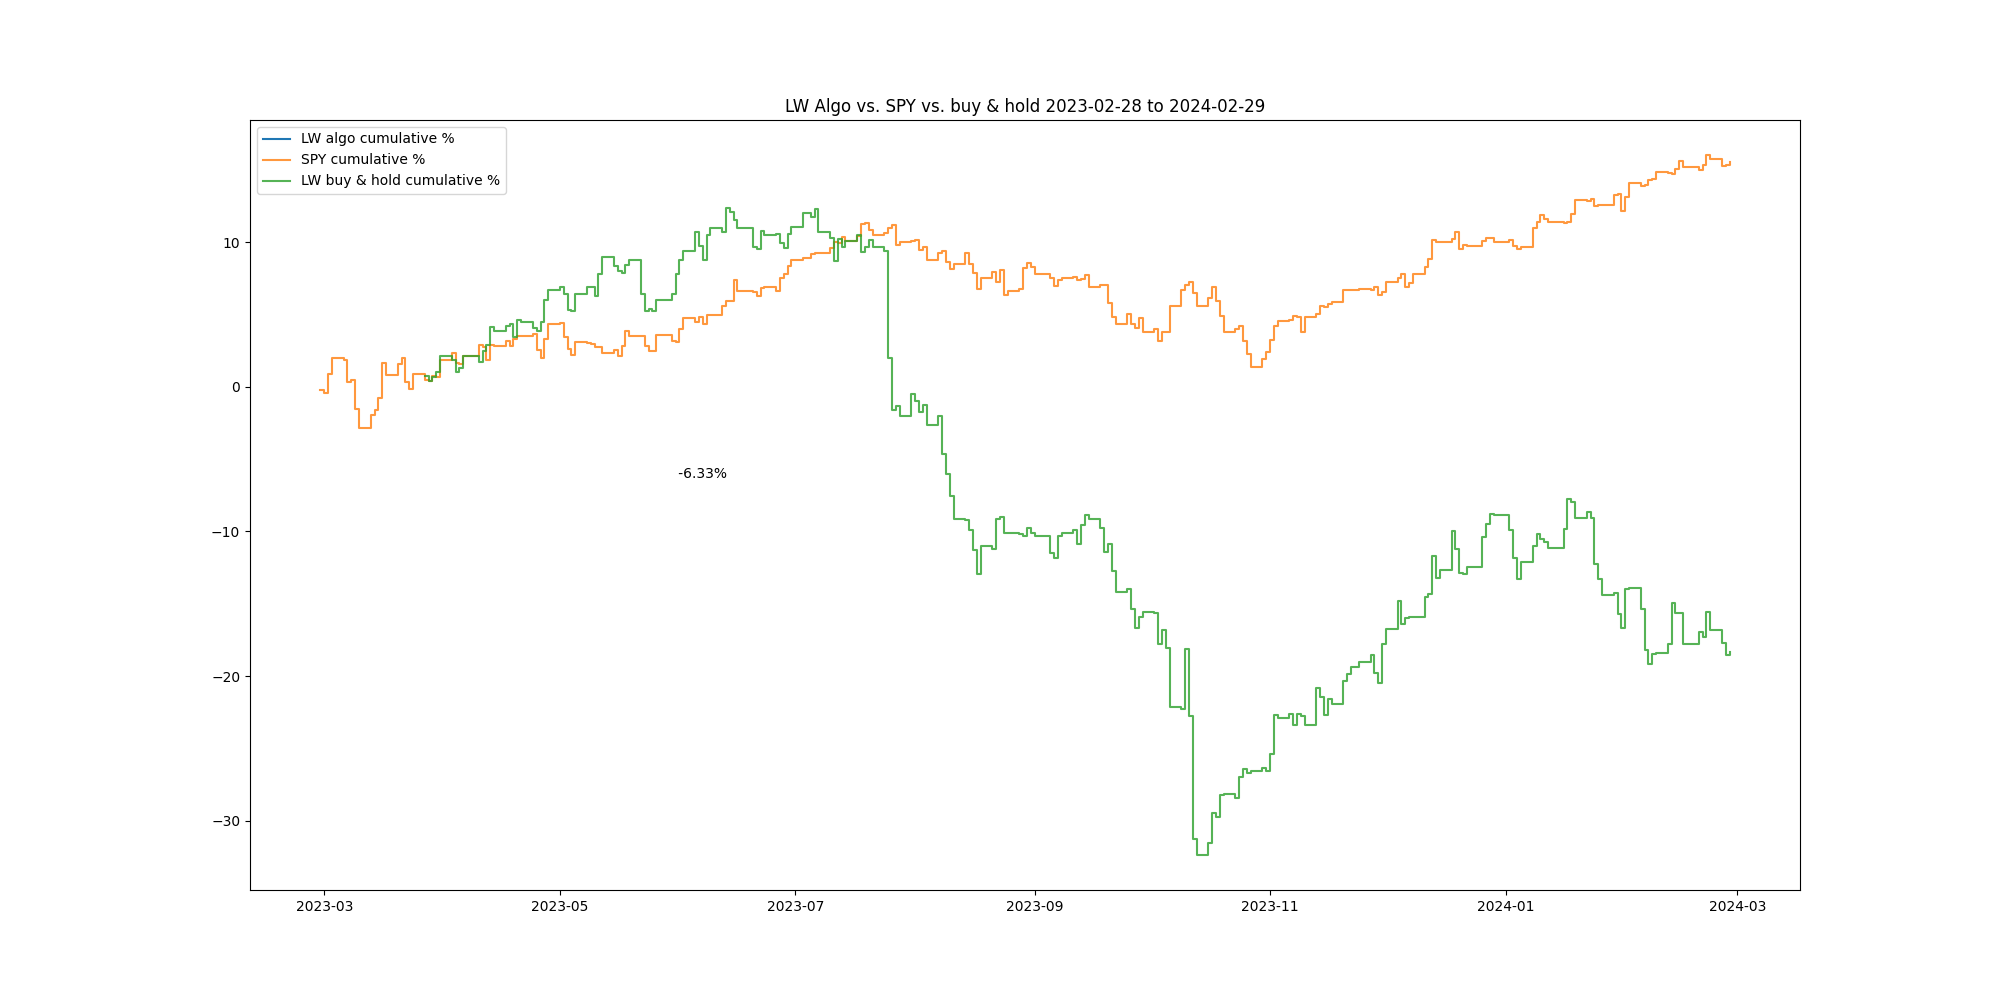 LW Algo vs. SPY vs. buy & hold 2023-02-28 to 2024-02-29
LW algo cumulative %
SPY cumulative %
LW buy & hold cumulative %
10
0
-6.33%
−10
−20
−30
2023-03 2023-05 2023-07 2023-09 2023-11 2024-01 2024-03